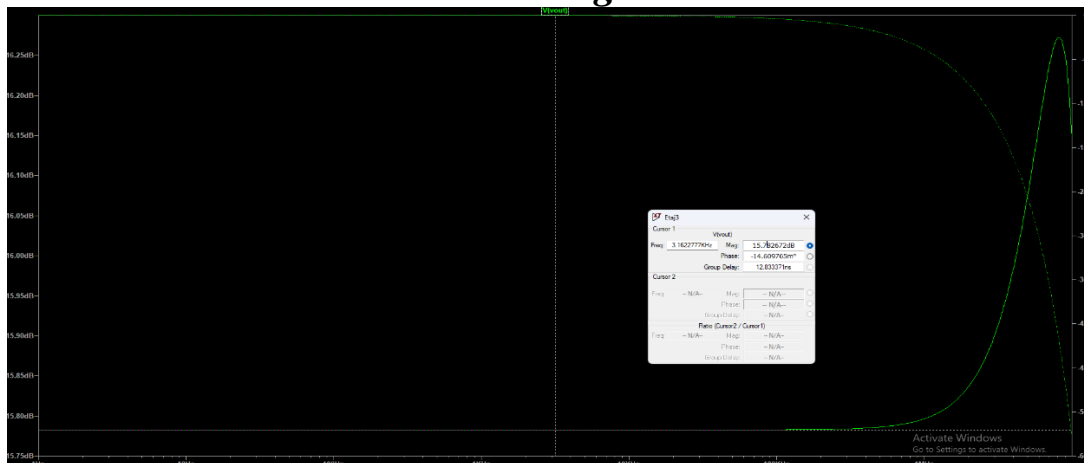 g
V(vout)
16.25dB
16.20dB
16.15dB
16.10dB
16.05dB
16.00dB
15.95dB
15.90dB
15.85dB
15.80dB
15.75dB
Etaj3
Cursor 1
V(vout)
Freq: 3.1622777KHz Mag: 15.782672dB
Phase: -14.609765m°
Group Delay: 12.833371ns
Cursor 2
Freq: -- N/A-- Mag: -- N/A--
Phase: -- N/A--
Group Delay: -- N/A--
Ratio (Cursor2 / Cursor1)
Freq: -- N/A-- Mag: -- N/A--
Phase: -- N/A--
Group Delay: -- N/A--
Activate Windows
Go to Settings to activate Windows.